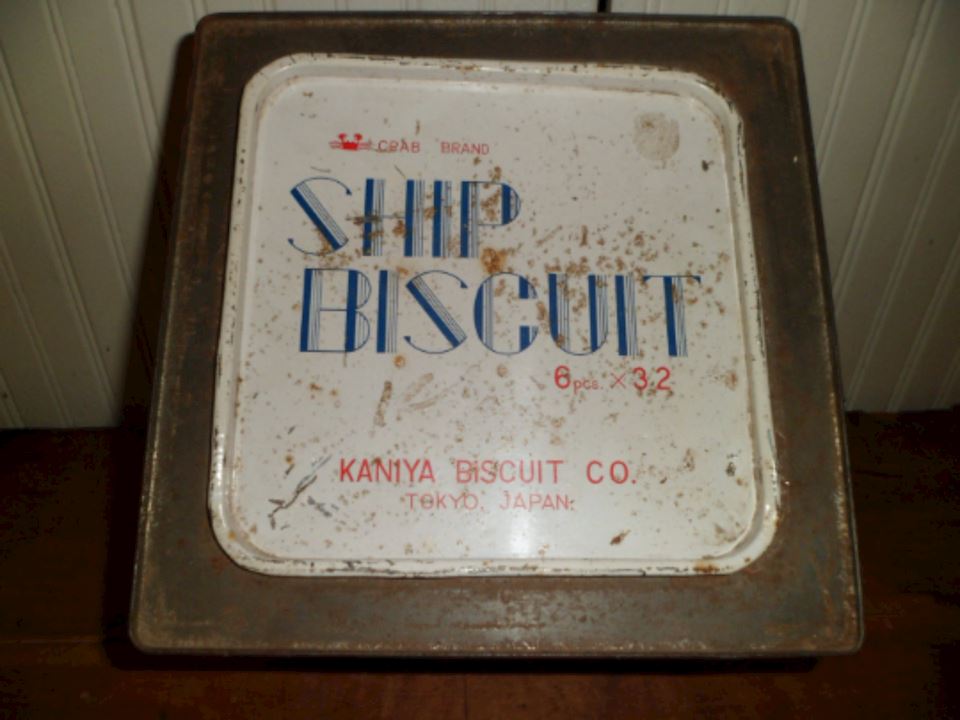 CRAB BRAND
SHIP
BISCUIT
6pcs. × 32
KANIYA BISCUIT CO.
TOKYO, JAPAN.